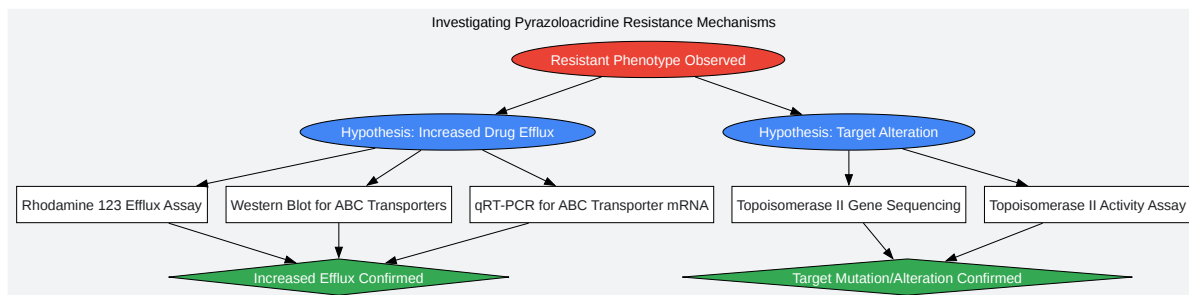 Investigating Pyrazoloacridine Resistance Mechanisms
Resistant Phenotype Observed
Hypothesis: Increased Drug Efflux
Hypothesis: Target Alteration
Rhodamine 123 Efflux Assay
Western Blot for ABC Transporters
qRT-PCR for ABC Transporter mRNA
Topoisomerase II Gene Sequencing
Topoisomerase II Activity Assay
Increased Efflux Confirmed
Target Mutation/Alteration Confirmed